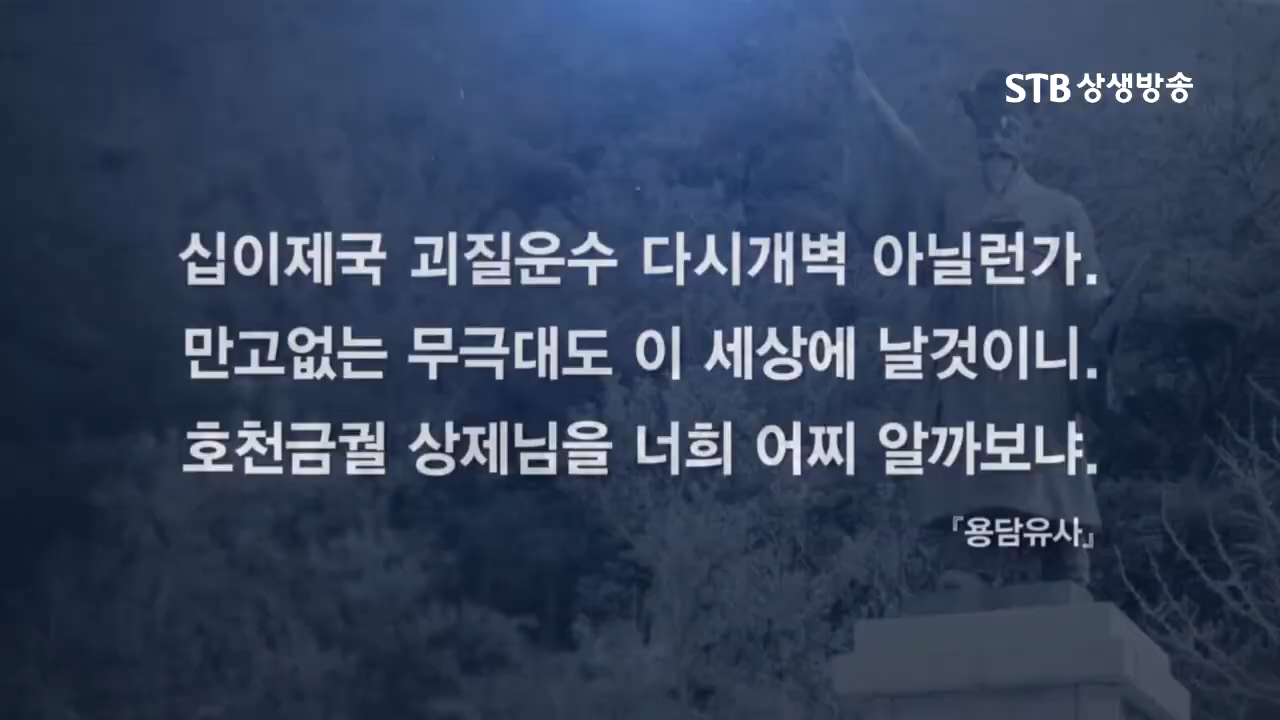 STB 상생방송
십이제국 괴질운수 다시개벽 아닐런가.
만고없는 무극대도 이 세상에 날것이니.
호천금궐 상제님을 너희 어찌 알까보냐.
『용담유사』